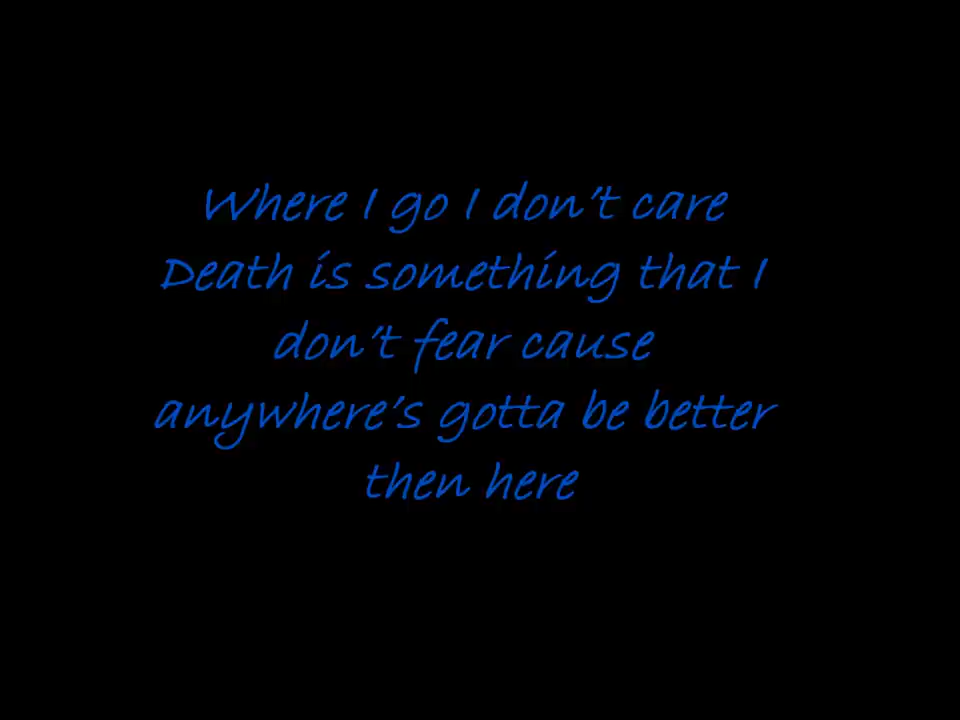 Where I go I don't care
Death is something that I
don't fear cause
anywhere's gotta be better
then here